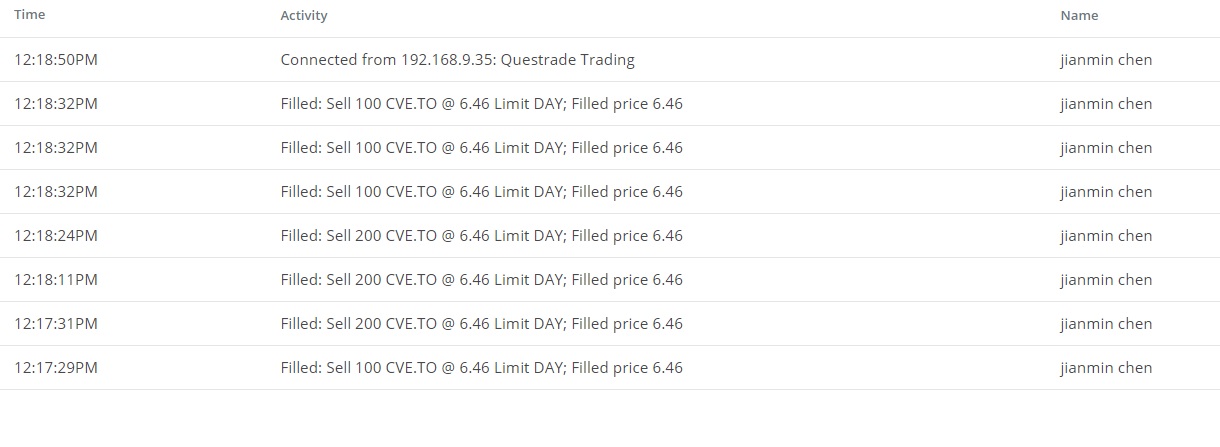 Time Activity Name
12:18:50PM Connected from 192.168.9.35: Questrade Trading jianmin chen
12:18:32PM Filled: Sell 100 CVE.TO @ 6.46 Limit DAY; Filled price 6.46 jianmin chen
12:18:32PM Filled: Sell 100 CVE.TO @ 6.46 Limit DAY; Filled price 6.46 jianmin chen
12:18:32PM Filled: Sell 100 CVE.TO @ 6.46 Limit DAY; Filled price 6.46 jianmin chen
12:18:24PM Filled: Sell 200 CVE.TO @ 6.46 Limit DAY; Filled price 6.46 jianmin chen
12:18:11PM Filled: Sell 200 CVE.TO @ 6.46 Limit DAY; Filled price 6.46 jianmin chen
12:17:31PM Filled: Sell 200 CVE.TO @ 6.46 Limit DAY; Filled price 6.46 jianmin chen
12:17:29PM Filled: Sell 100 CVE.TO @ 6.46 Limit DAY; Filled price 6.46 jianmin chen